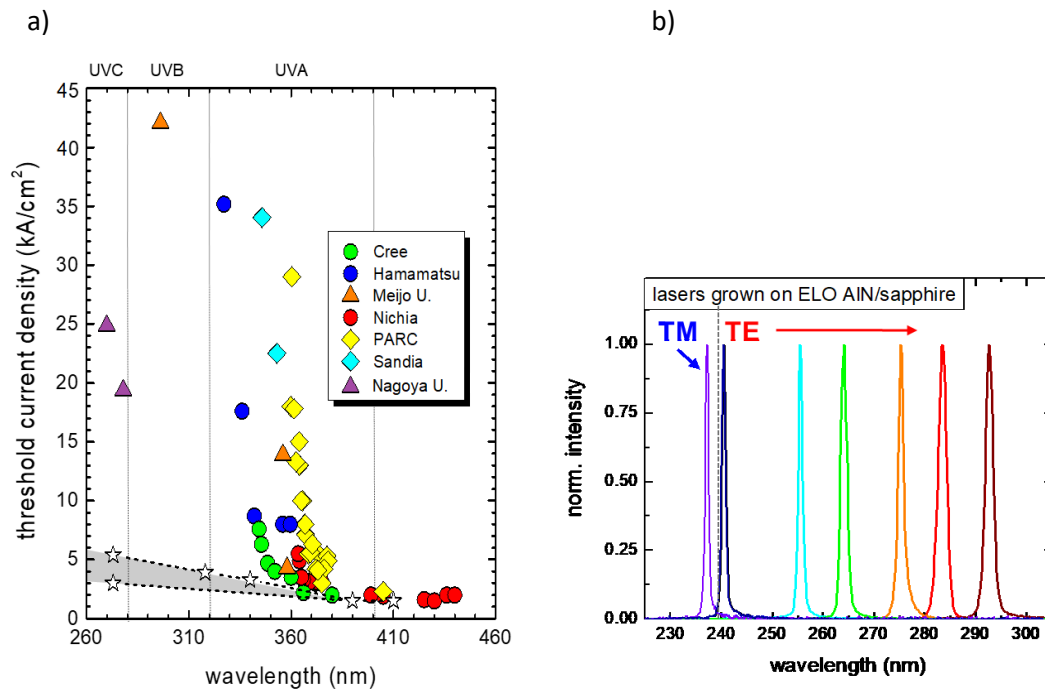 a)
b)
UVC UVB UVA
45
40
35
30
25
20
15
10
5
0
threshold current density (kA/cm²)
Cree
Hamamatsu
Meijo U.
Nichia
PARC
Sandia
Nagoya U.
260 310 360 410 460
wavelength (nm)
lasers grown on ELO AlN/sapphire
TM TE
1.00
0.75
0.50
0.25
0.00
norm. intensity
230 240 250 260 270 280 290 300
wavelength (nm)